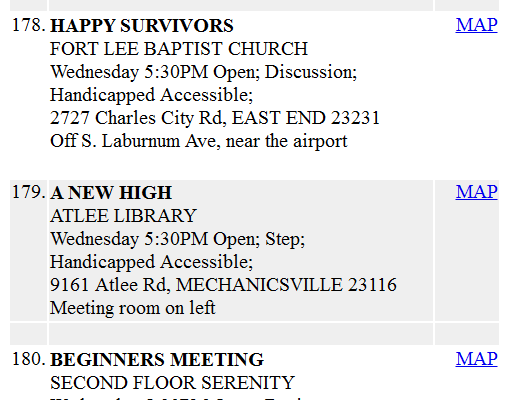 178. HAPPY SURVIVORS MAP
FORT LEE BAPTIST CHURCH
Wednesday 5:30PM Open; Discussion;
Handicapped Accessible;
2727 Charles City Rd, EAST END 23231
Off S. Laburnum Ave, near the airport
179. A NEW HIGH MAP
ATLEE LIBRARY
Wednesday 5:30PM Open; Step;
Handicapped Accessible;
9161 Atlee Rd, MECHANICSVILLE 23116
Meeting room on left
180. BEGINNERS MEETING MAP
SECOND FLOOR SERENITY